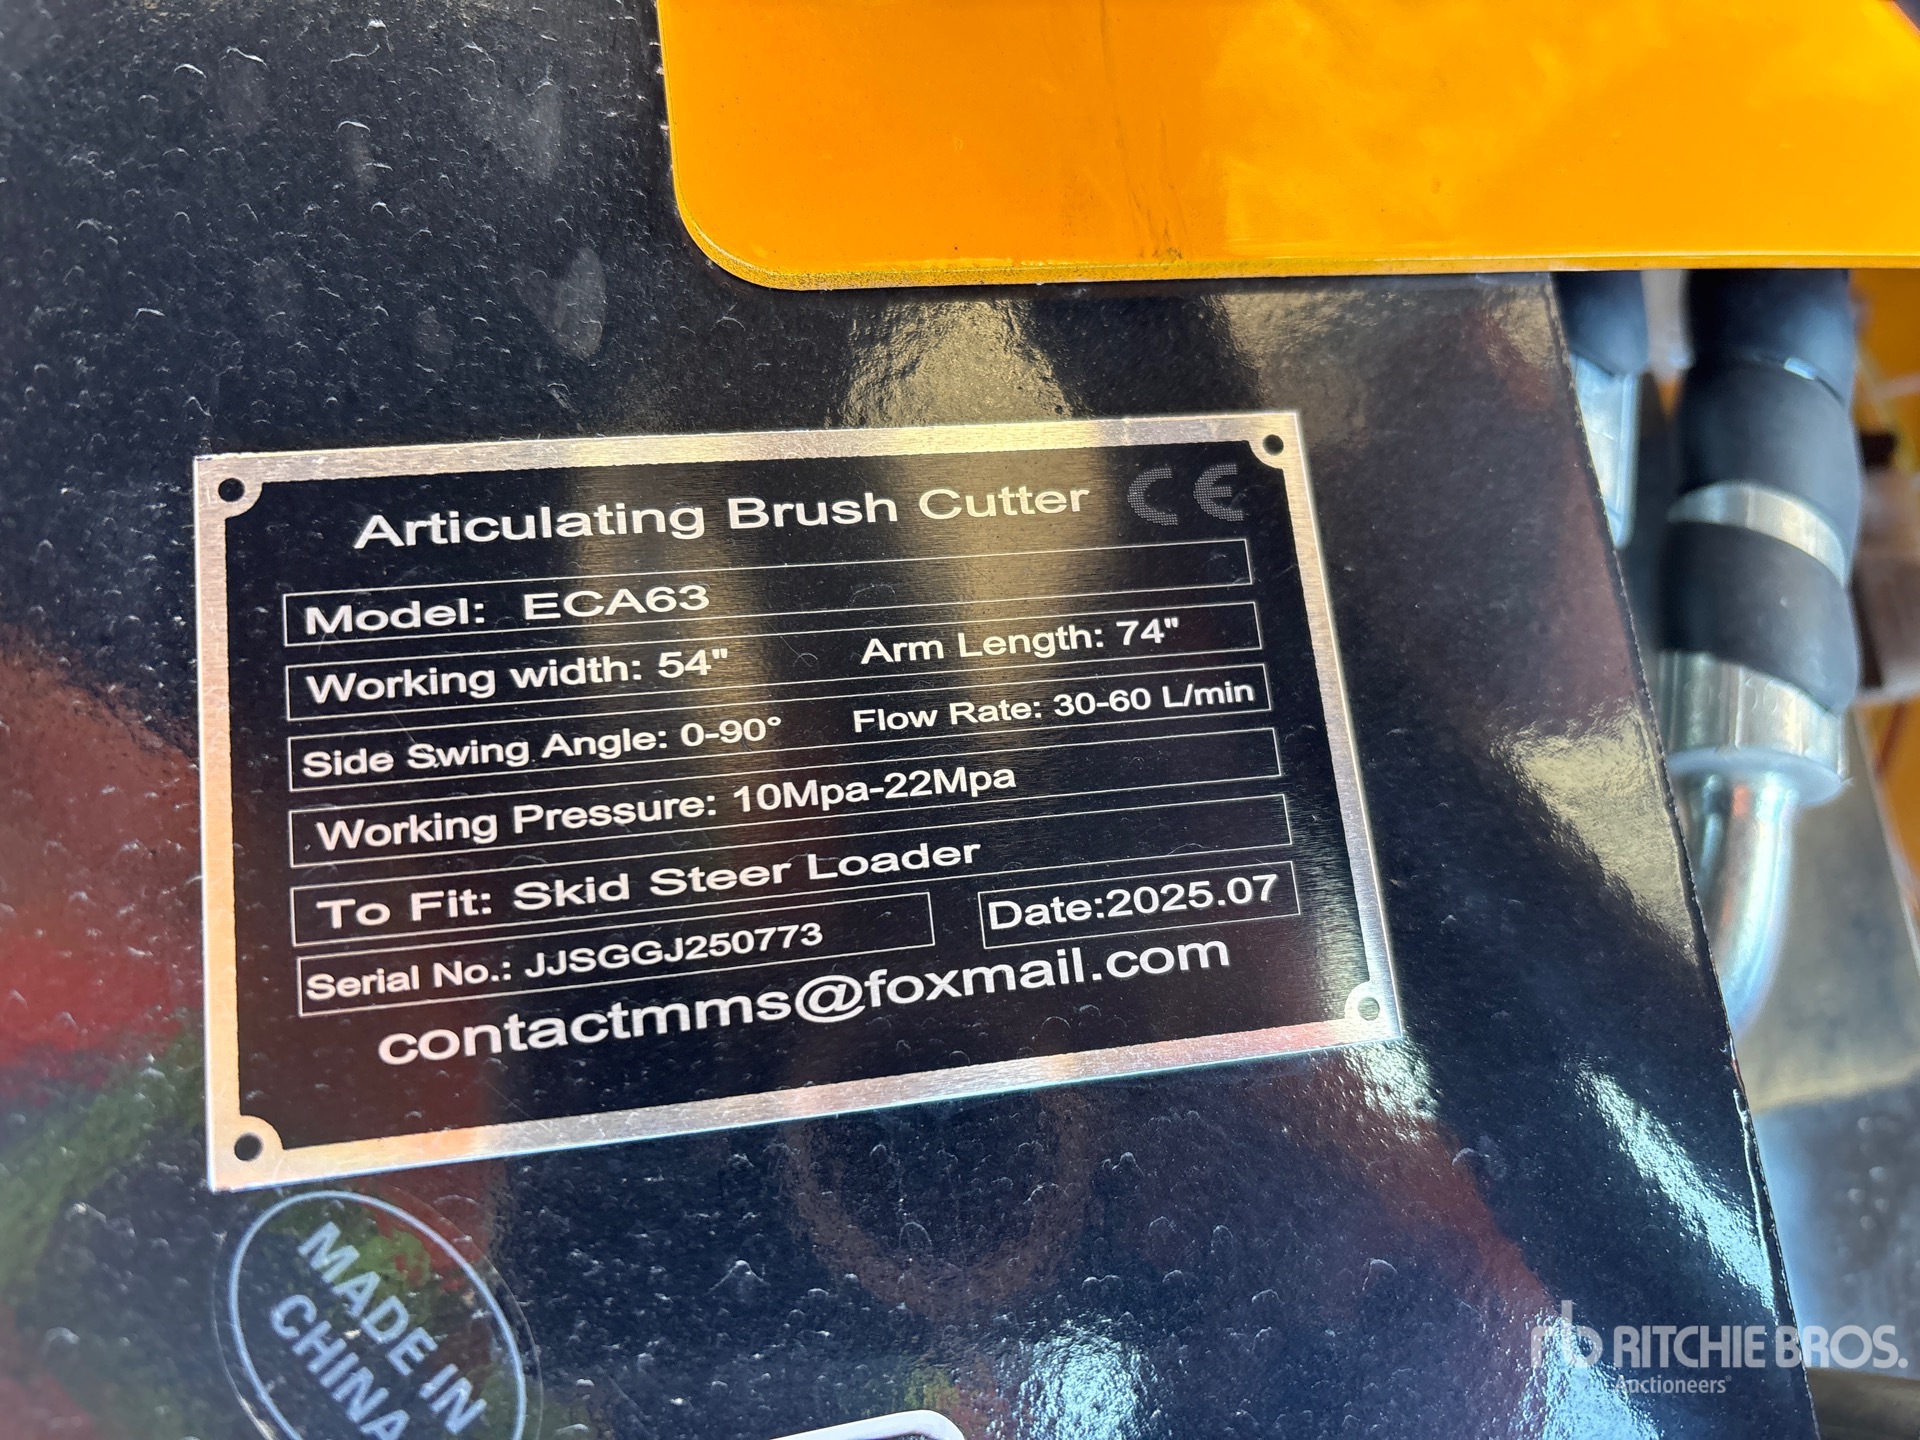 Articulating Brush Cutter CE
Model: ECA63
Working width: 54" Arm Length: 74"
Side Swing Angle: 0-90° Flow Rate: 30-60 L/min
Working Pressure: 10Mpa-22Mpa
To Fit: Skid Steer Loader
Serial No.: JJSGGJ250773 Date:2025.07
contactmms@foxmail.com
MADE IN
CHINA
rb RITCHIE BROS.
Auctioneers